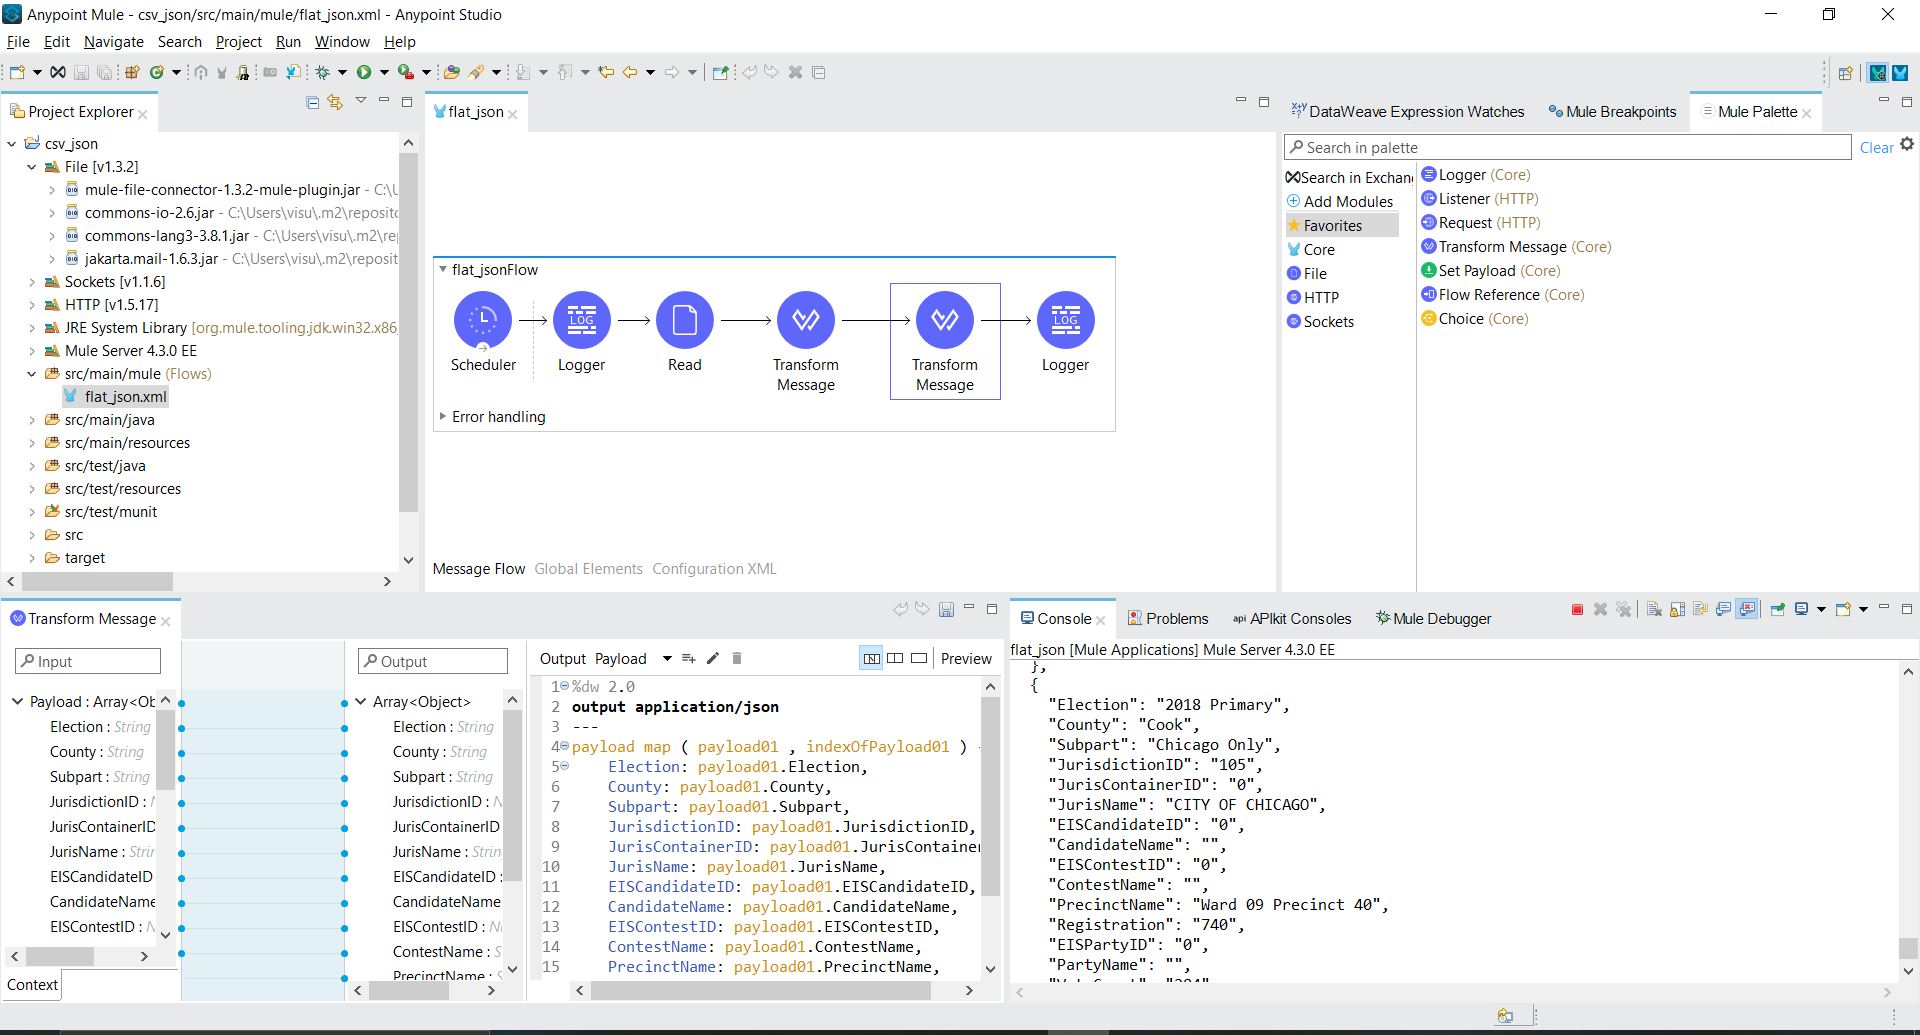 Anypoint Mule - csv_json/src/main/mule/flat_json.xml - Anypoint Studio
File Edit Navigate Search Project Run Window Help
Project Explorer
csv_json
File [v1.3.2]
mule-file-connector-1.3.2-mule-plugin.jar - C:\U
commons-io-2.6.jar - C:\Users\visu\.m2\reposito
commons-lang3-3.8.1.jar - C:\Users\visu\.m2\re
jakarta.mail-1.6.3.jar - C:\Users\visu\.m2\reposit
Sockets [v1.1.6]
HTTP [v1.5.17]
JRE System Library [org.mule.tooling.jdk.win32.x86
Mule Server 4.3.0 EE
src/main/mule (Flows)
flat_json.xml
src/main/java
src/main/resources
src/test/java
src/test/resources
src/test/munit
src
target
flat_json
flat_jsonFlow
Scheduler
LOG
Logger
Read
Transform Message
Transform Message
LOG
Logger
Error handling
Message Flow Global Elements Configuration XML
DataWeave Expression Watches
Mule Breakpoints
Mule Palette
Search in palette
Clear
Search in Exchan
Add Modules
Favorites
Core
File
HTTP
Sockets
Logger (Core)
Listener (HTTP)
Request (HTTP)
Transform Message (Core)
Set Payload (Core)
Flow Reference (Core)
Choice (Core)
Transform Message
Input
Payload : Array<Ob
Election : String
County : String
Subpart : String
JurisdictionID : N
JurisContainerID
JurisName : Strin
EISCandidateID
CandidateName
EISContestID : N
Context
Output
Array<Object>
Election : String
County : String
Subpart : String
JurisdictionID : N
JurisContainerID
JurisName : Strin
EISCandidateID :
CandidateName
EISContestID : Nu
ContestName : S
PrecinctName : S
Output Payload
Preview
1 %dw 2.0
2 output application/json
3 ---
4 payload map ( payload01 , indexOfPayload01 ) -
5 Election: payload01.Election,
6 County: payload01.County,
7 Subpart: payload01.Subpart,
8 JurisdictionID: payload01.JurisdictionID,
9 JurisContainerID: payload01.JurisContainer
10 JurisName: payload01.JurisName,
11 EISCandidateID: payload01.EISCandidateID,
12 CandidateName: payload01.CandidateName,
13 EISContestID: payload01.EISContestID,
14 ContestName: payload01.ContestName,
15 PrecinctName: payload01.PrecinctName,
Console
Problems
api APIkit Consoles
Mule Debugger
flat_json [Mule Applications] Mule Server 4.3.0 EE
},
{
"Election": "2018 Primary",
"County": "Cook",
"Subpart": "Chicago Only",
"JurisdictionID": "105",
"JurisContainerID": "0",
"JurisName": "CITY OF CHICAGO",
"EISCandidateID": "0",
"CandidateName": "",
"EISContestID": "0",
"ContestName": "",
"PrecinctName": "Ward 09 Precinct 40",
"Registration": "740",
"EISPartyID": "0",
"PartyName": "",